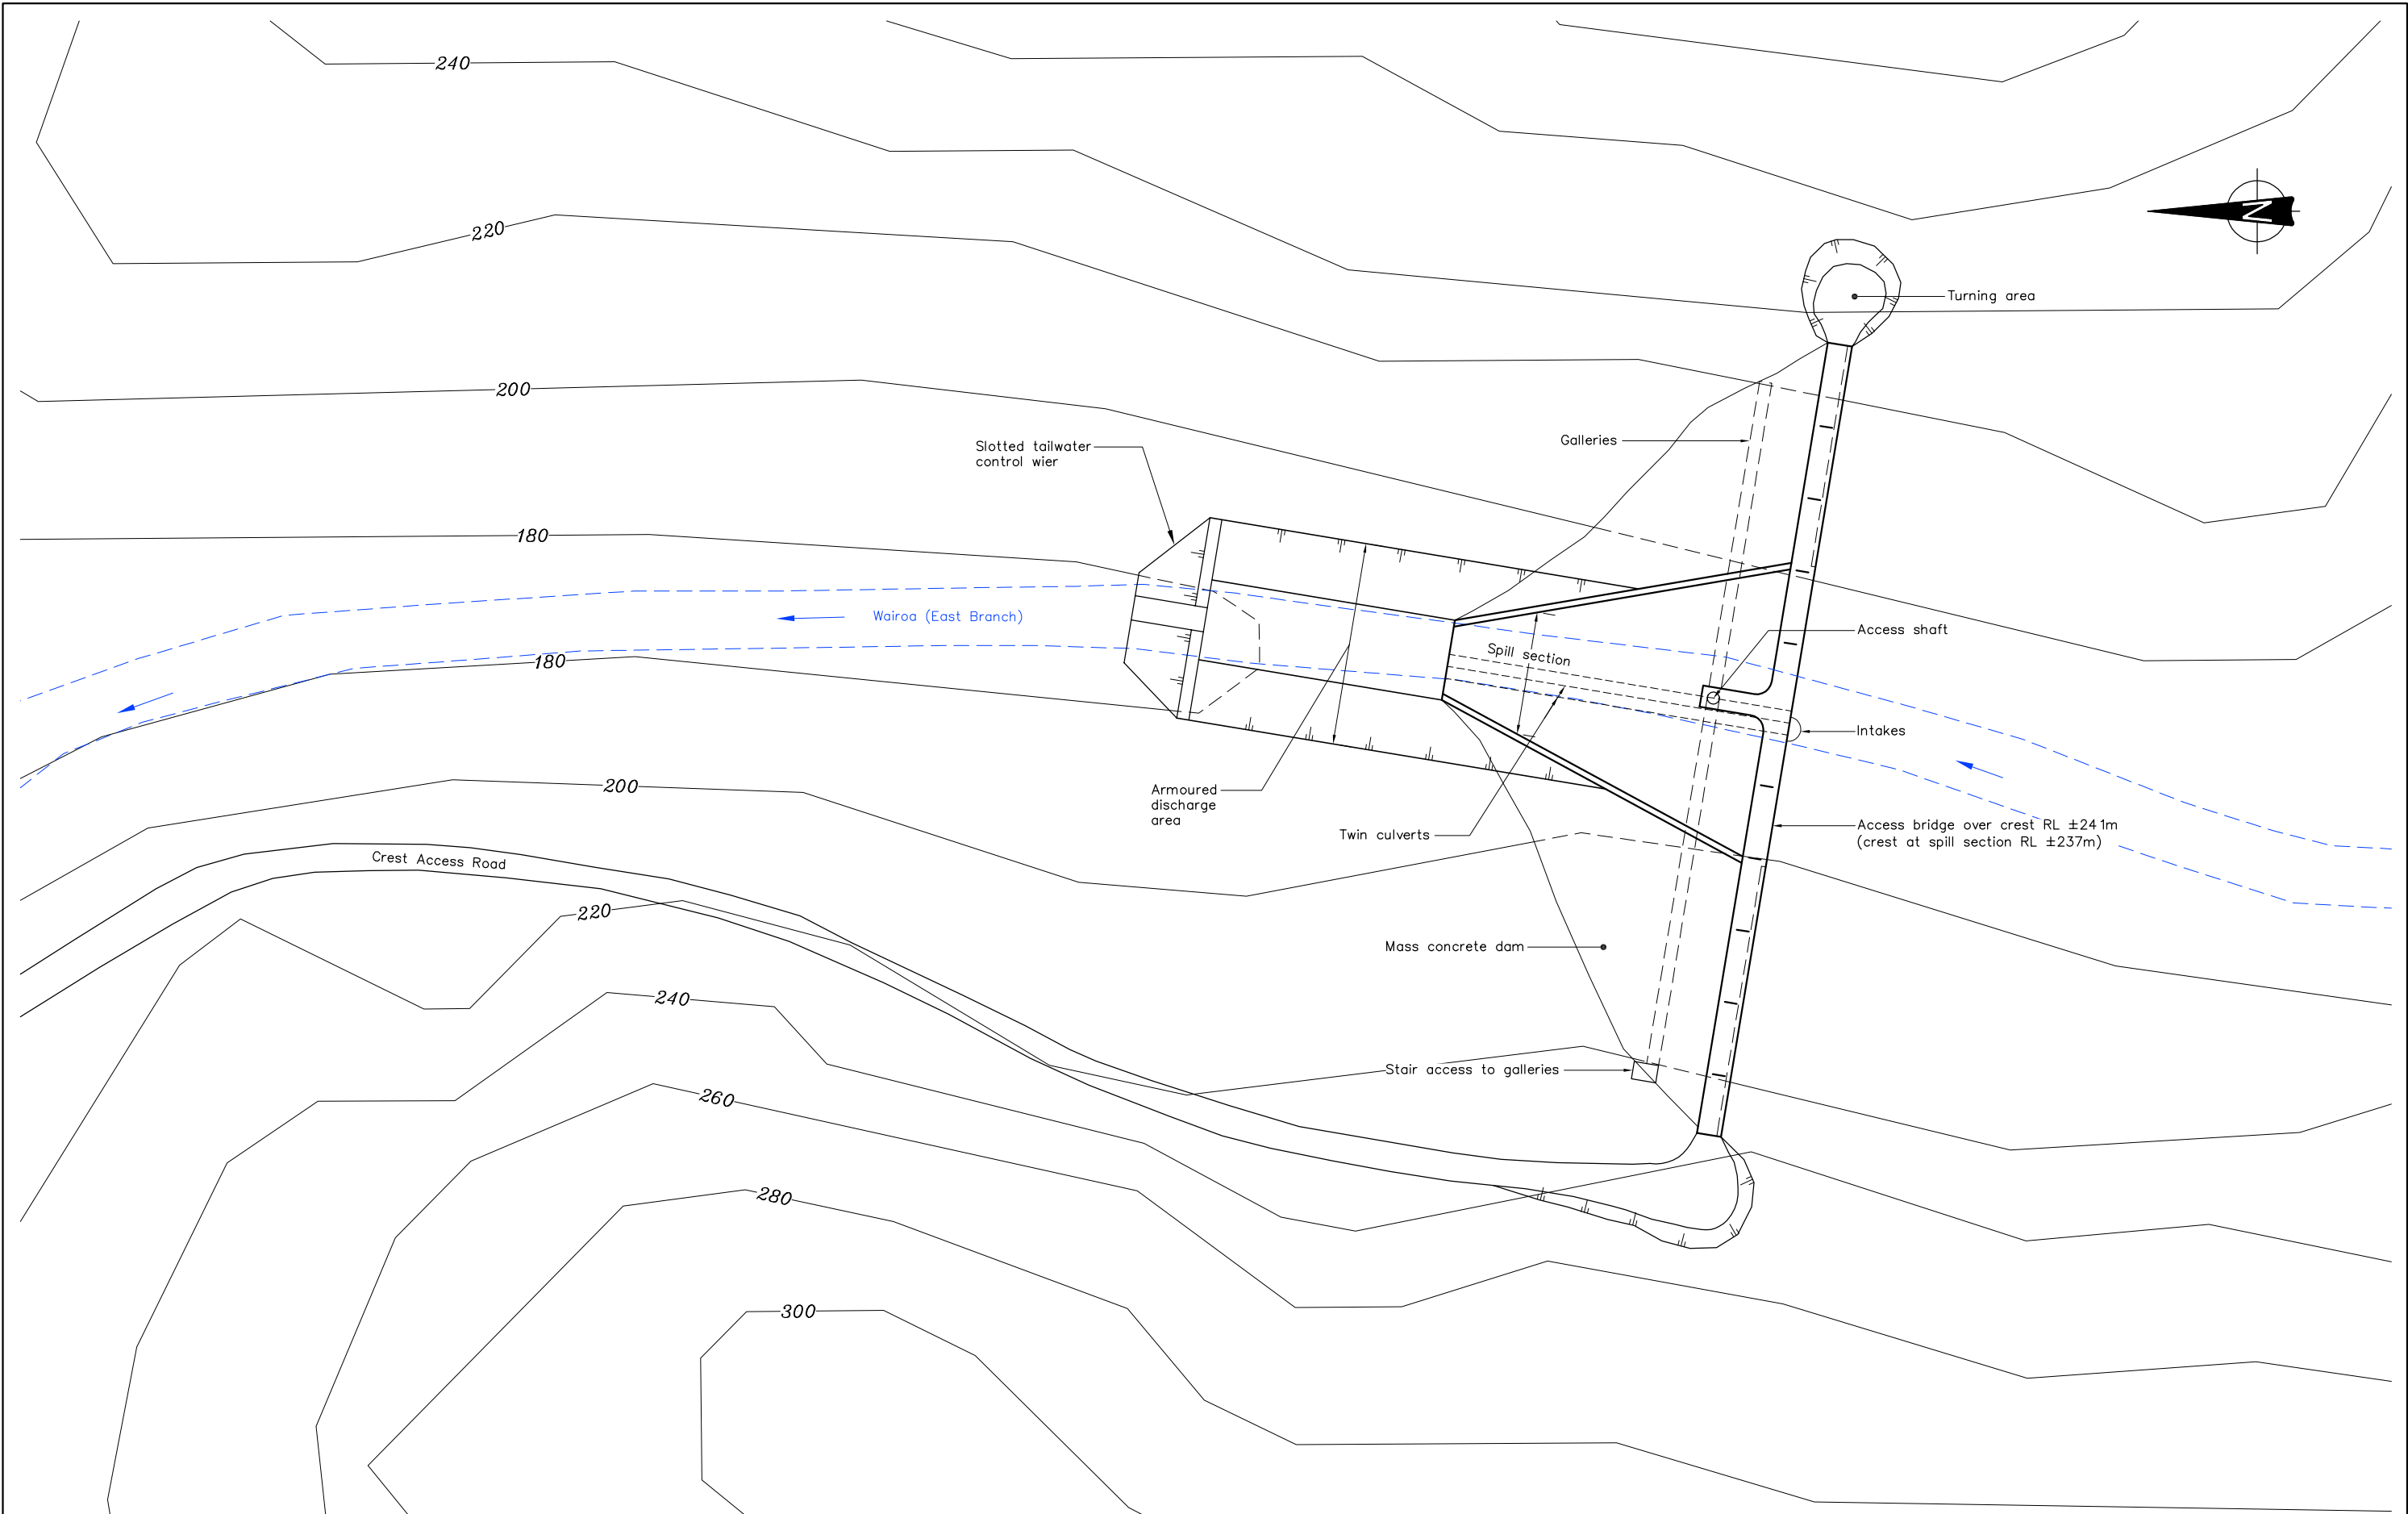 240
220
N
Turning area
200
Galleries
Slotted tailwater
control wier
180
Wairoa (East Branch)
Access shaft
Spill section
180
Intakes
200
Armoured
discharge
area
Twin culverts
Access bridge over crest RL ±241m
(crest at spill section RL ±237m)
Crest Access Road
220
Mass concrete dam
240
Stair access to galleries
260
280
300